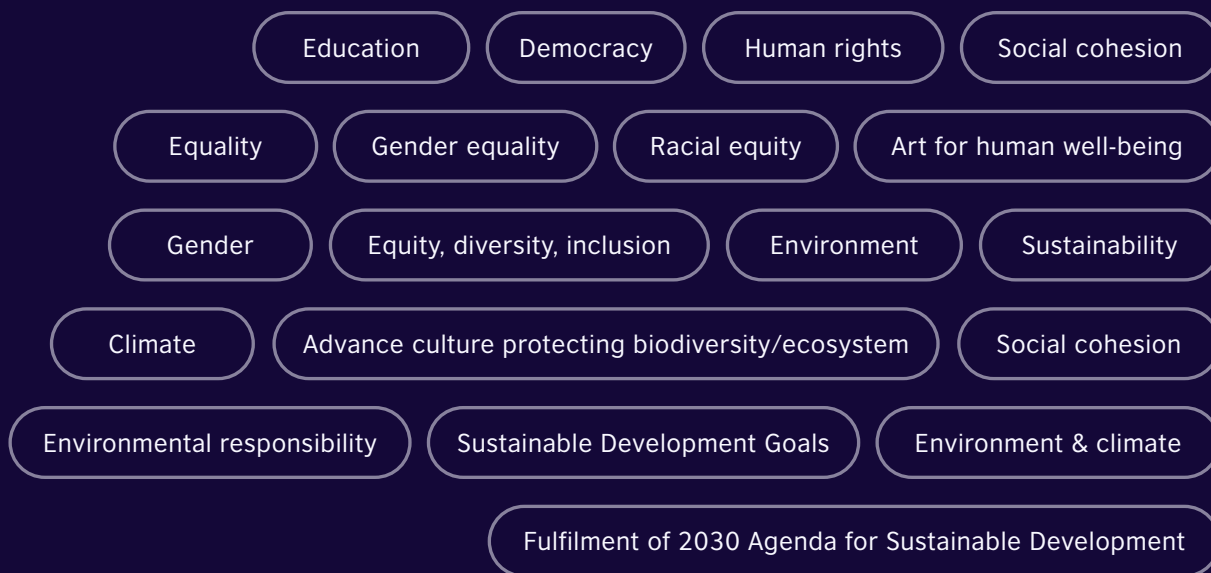 Education Democracy Human rights Social cohesion
Equality Gender equality Racial equity Art for human well-being
Gender Equity, diversity, inclusion Environment Sustainability
Climate Advance culture protecting biodiversity/ecosystem Social cohesion
Environmental responsibility Sustainable Development Goals Environment & climate
Fulfilment of 2030 Agenda for Sustainable Development